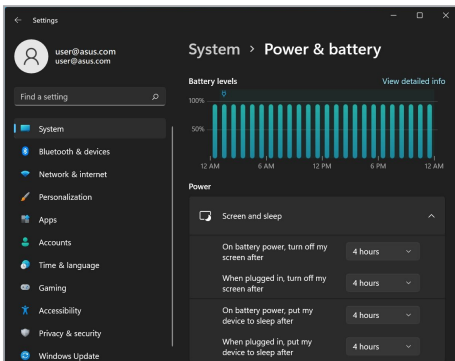 Settings
user@asus.com
user@asus.com
Find a setting
System
Bluetooth & devices
Network & internet
Personalization
Apps
Accounts
Time & language
Gaming
Accessibility
Privacy & security
Windows Update
System > Power & battery
Battery levels
View detailed info
100%
50%
12 AM 6 AM 12 PM 6 PM 12 AM
Power
Screen and sleep
On battery power, turn off my
screen after
4 hours
When plugged in, turn off my
screen after
4 hours
On battery power, put my
device to sleep after
4 hours
When plugged in, put my
device to sleep after
4 hours